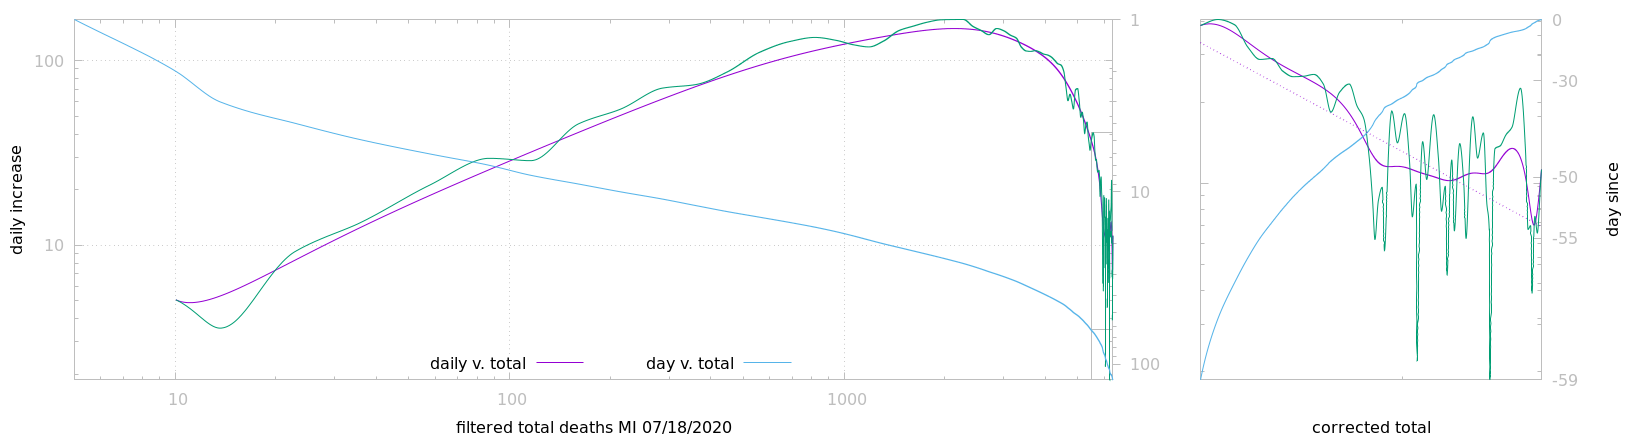 daily increase
100
10
1
10
100
daily v. total
day v. total
10
100
1000
filtered total deaths MI 07/18/2020
0
-30
-50
-55
-59
day since
corrected total